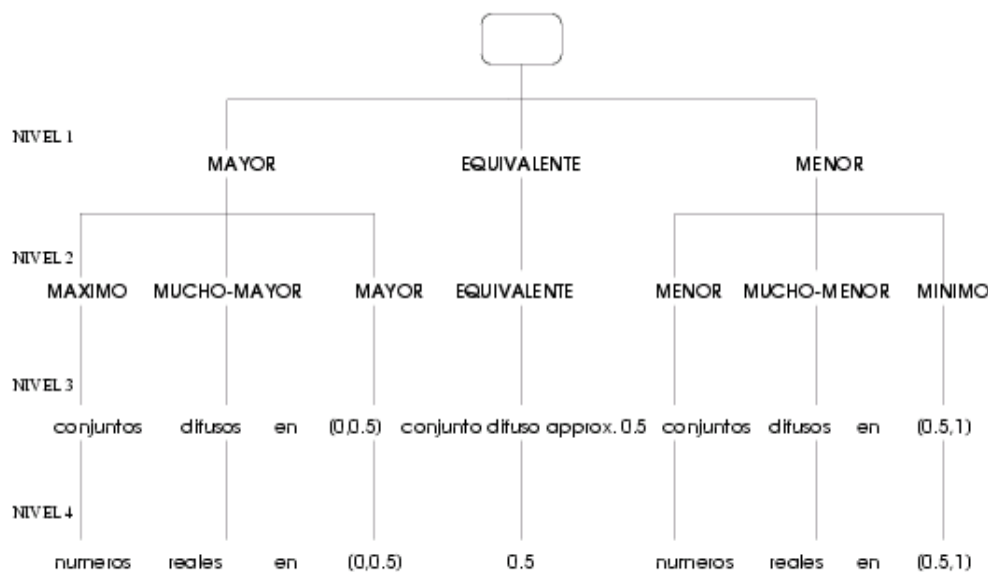 NIVEL 1
MAYOR EQUIVALENTE MENOR
NIVEL 2
MAXIMO MUCHO-MAYOR MAYOR EQUIVALENTE MENOR MUCHO-MENOR MINIMO
NIVEL 3
conjuntos difusos en (0,0.5) conjunto difuso approx. 0.5 conjuntos difusos en (0.5,1)
NIVEL 4
numeros reales en (0,0.5) 0.5 numeros reales en (0.5,1)